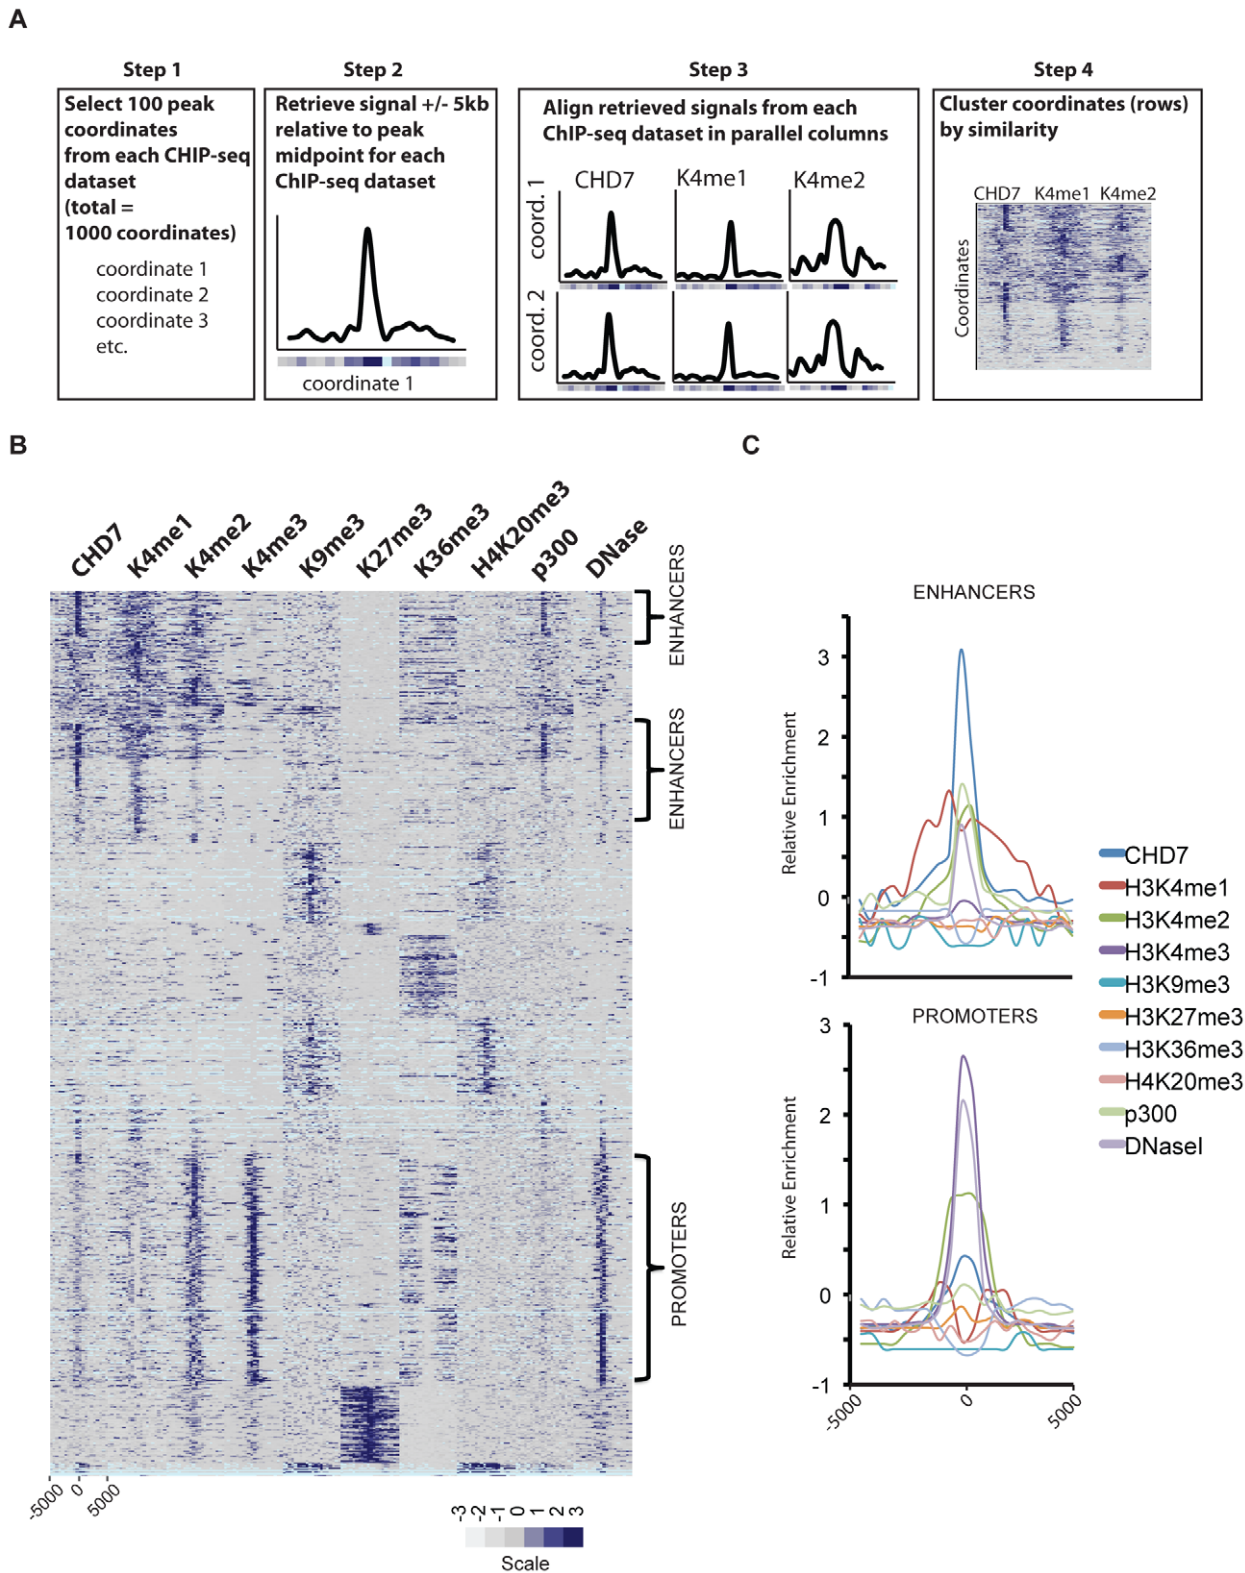 A
Step 1
Select 100 peak
coordinates
from each CHIP-seq
dataset
(total =
1000 coordinates)
coordinate 1
coordinate 2
coordinate 3
etc.
Step 2
Retrieve signal +/- 5kb
relative to peak
midpoint for each
ChIP-seq dataset
coordinate 1
Step 3
Align retrieved signals from each
ChIP-seq dataset in parallel columns
CHD7 K4me1 K4me2
coord. 1
coord. 2
Step 4
Cluster coordinates (rows)
by similarity
CHD7 K4me1 K4me2
Coordinates
B
CHD7 K4me1 K4me2 K4me3 K9me3 K27me3 K36me3 H4K20me3 p300 DNase
ENHANCERS
ENHANCERS
PROMOTERS
-5000 0 5000
-3 -2 -1 0 1 2 3
Scale
C
ENHANCERS
Relative Enrichment
3
2
1
0
-1
PROMOTERS
Relative Enrichment
3
2
1
0
-1
-5000 0 5000
CHD7
H3K4me1
H3K4me2
H3K4me3
H3K9me3
H3K27me3
H3K36me3
H4K20me3
p300
DNaseI